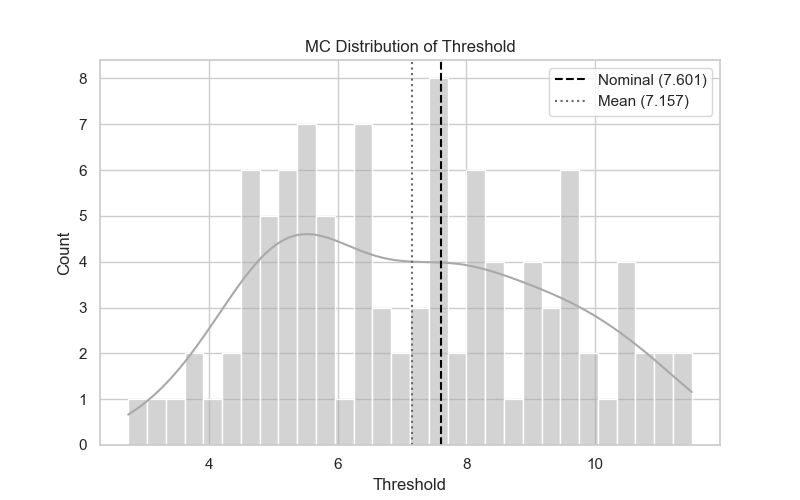 MC Distribution of Threshold
Nominal (7.601)
Mean (7.157)
Count
8
7
6
5
4
3
2
1
0
4 6 8 10
Threshold